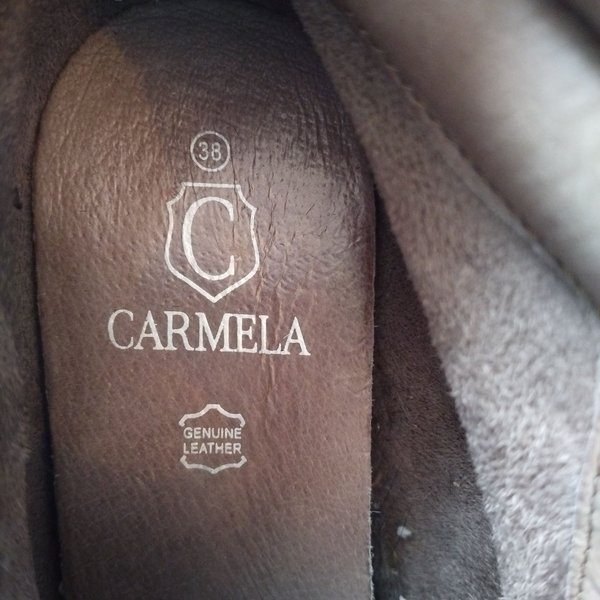 38
C
CARMELA
GENUINE
LEATHER